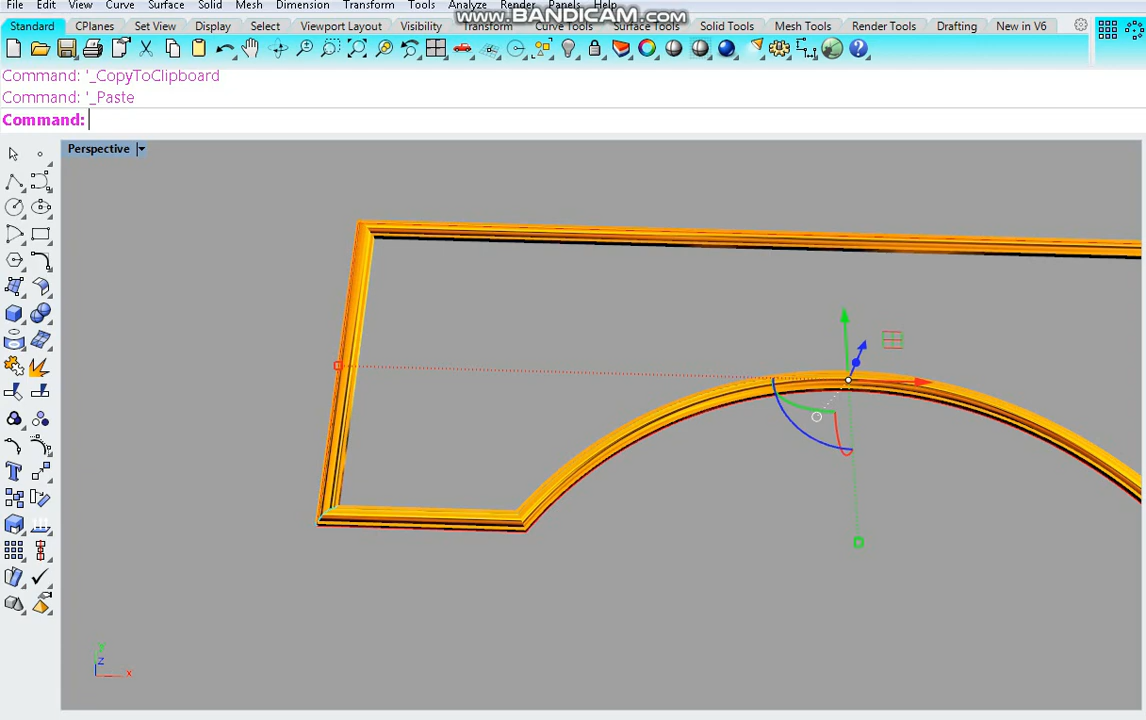 File Edit View Curve Surface Solid Mesh Dimension Transform Tools Analyze Render Panels Help
www.BANDICAM.com
Standard CPlanes Set View Display Select Viewport Layout Visibility Transform Curve Tools Surface Tools Solid Tools Mesh Tools Render Tools Drafting New in V6
Command: '_CopyToClipboard
Command: '_Paste
Command:
Perspective
y
z
x